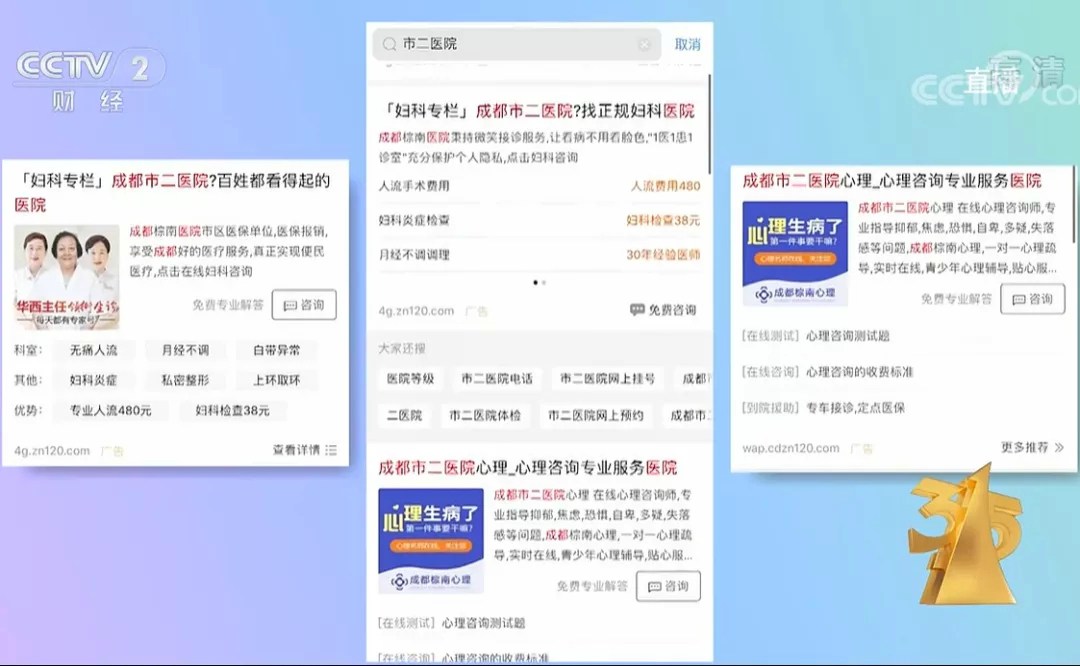 CCTV 2
财 经
直播
高清
CCTV.com
「妇科专栏」成都市二医院?百姓都看得起的
医院
成都棕南医院市区医保单位,医保报销,
享受成都好的医疗服务,真正实现便民
医疗,点击在线妇科咨询
华西主任
每天都有专家号
免费专业解答
咨询
科室: 无痛人流 月经不调 白带异常
其他: 妇科炎症 私密整形 上环取环
优势: 专业人流480元 妇科检查38元
4g.zn120.com 广告 查看详情
市二医院 取消
「妇科专栏」成都市二医院?找正规妇科医院
成都棕南医院秉持微笑接诊服务,让看病不用看脸色,"1医1患1
诊室"充分保护个人隐私,点击妇科咨询
人流手术费用 人流费用480
妇科炎症检查 妇科检查38元
月经不调调理 30年经验医师
4g.zn120.com 广告 免费咨询
大家还搜
医院等级 市二医院电话 市二医院网上挂号 成都
二医院 市二医院体检 市二医院网上预约 成都市
成都市二医院心理_心理咨询专业服务医院
心理生病了
第一件事要干嘛?
成都棕南心理
成都市二医院心理 在线心理咨询师,专
业指导抑郁,焦虑,恐惧,自卑,多疑,失落
感等问题,成都棕南心理,一对一心理疏
导,实时在线,青少年心理辅导,贴心服...
免费专业解答 咨询
[在线测试] 心理咨询测试题
[在线咨询] 心理咨询的收费标准
成都市二医院心理_心理咨询专业服务医院
心理生病了
第一件事要干嘛?
成都棕南心理
成都市二医院心理 在线心理咨询师,专
业指导抑郁,焦虑,恐惧,自卑,多疑,失落
感等问题,成都棕南心理,一对一心理疏
导,实时在线,青少年心理辅导,贴心服...
免费专业解答 咨询
[在线测试] 心理咨询测试题
[在线咨询] 心理咨询的收费标准
[到院援助] 专车接诊,定点医保
wap.cdzn120.com 广告 更多推荐
315